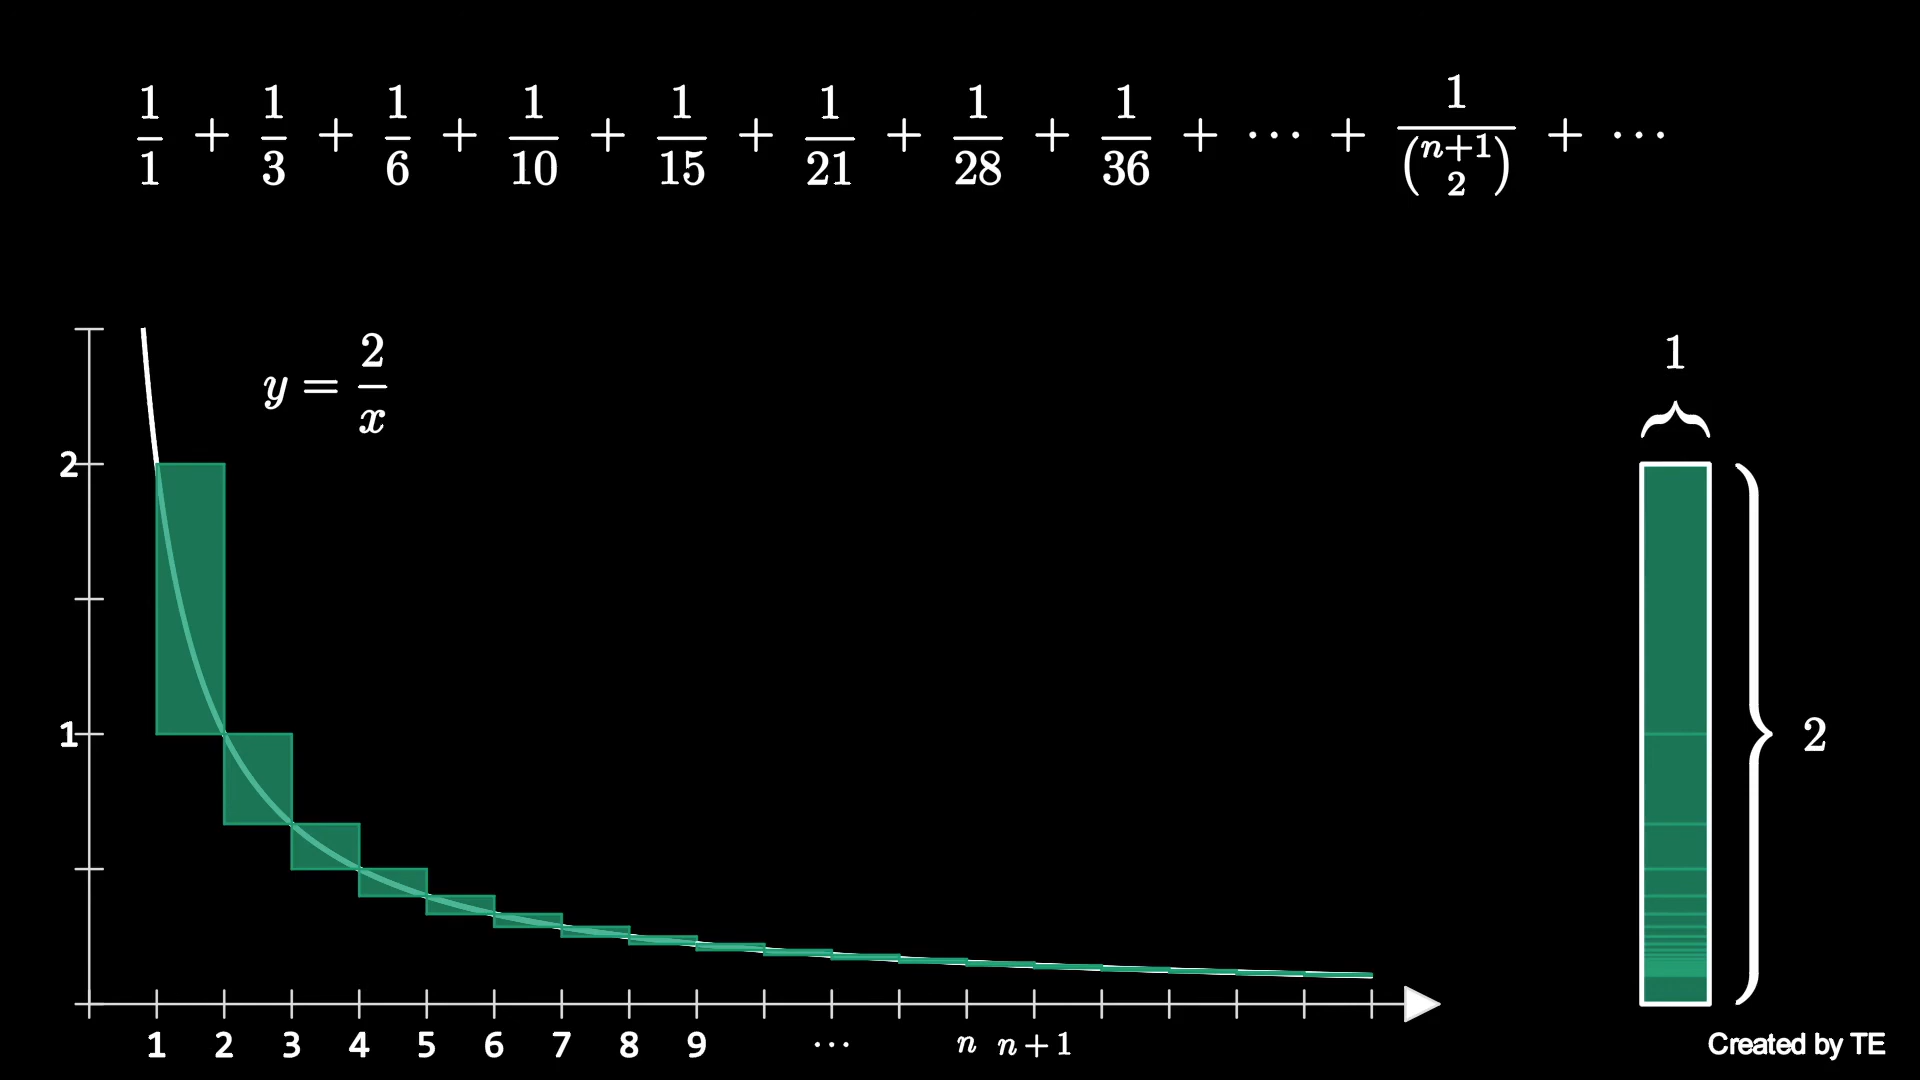 1/1 + 1/3 + 1/6 + 1/10 + 1/15 + 1/21 + 1/28 + 1/36 + ⋯ + 1/(n+1 2) + ⋯
y = 2/x
1
2
1
2
1 2 3 4 5 6 7 8 9 ⋯ n n + 1
Created by TE